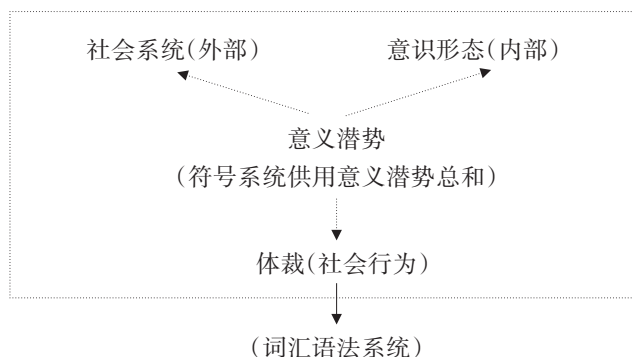 社会系统(外部) 意识形态(内部)
意义潜势
(符号系统供用意义潜势总和)
体裁(社会行为)
(词汇语法系统)